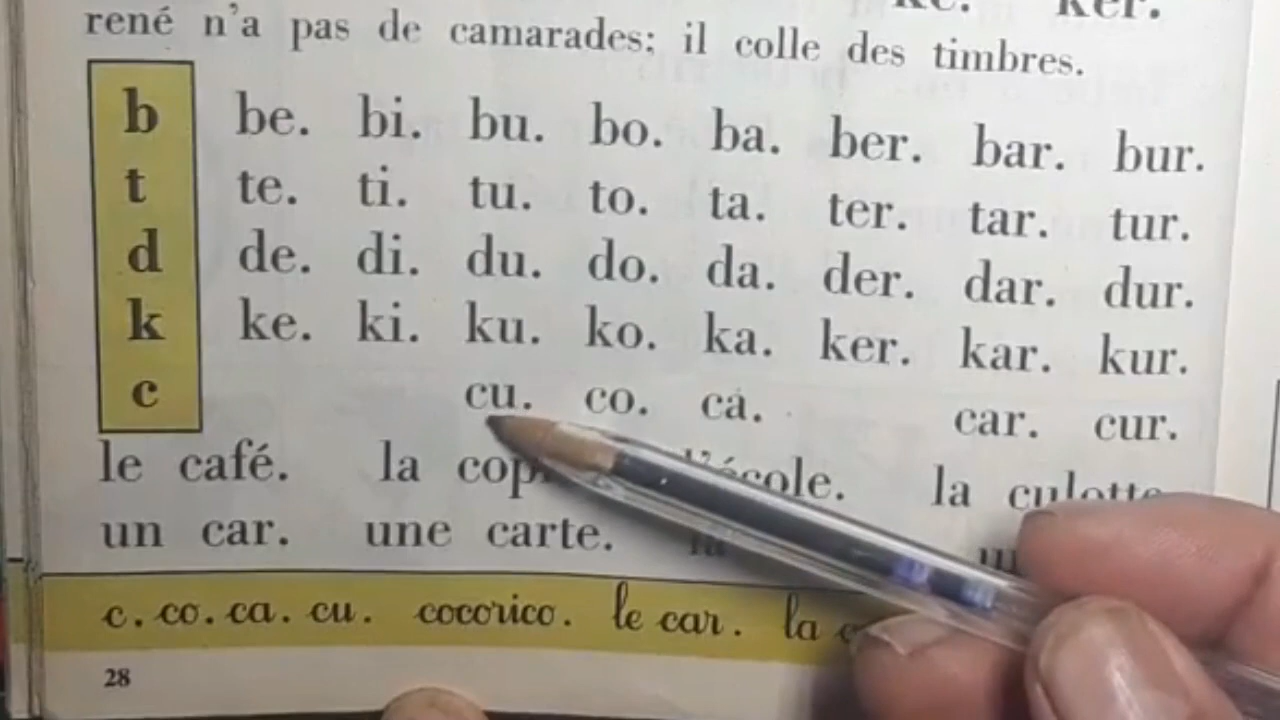 ker.
rené n'a pas de camarades; il colle des timbres.
b be. bi. bu. bo. ba. ber. bar. bur.
t te. ti. tu. to. ta. ter. tar. tur.
d de. di. du. do. da. der. dar. dur.
k ke. ki. ku. ko. ka. ker. kar. kur.
c cu. co. ca. car. cur.
le café. la l'école. la culotte
un car. une carte.
c. co. ca. cu. cocorico. le car. la
28